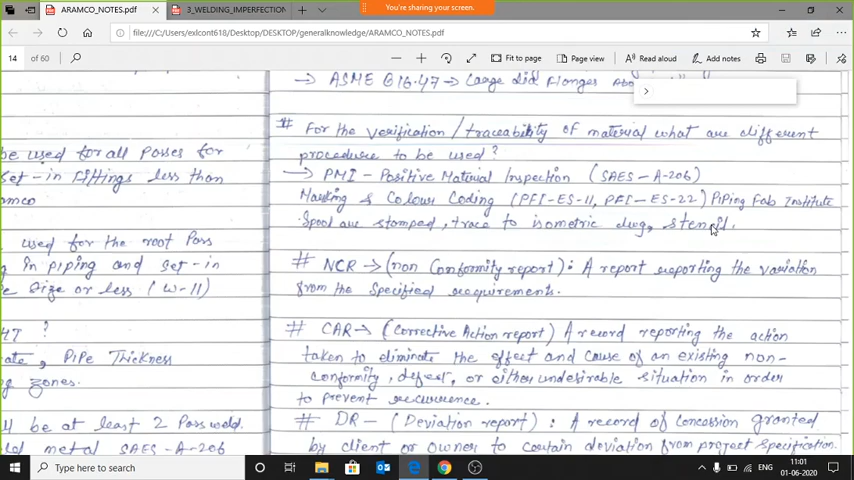 You're sharing your screen.
ARAMCO_NOTES.pdf
3_WELDING_IMPERFECTION
file:///C:/Users/exlcont618/Desktop/DESKTOP/generalknowledge/ARAMCO_NOTES.pdf
14 of 60
Fit to page
Page view
Read aloud
Add notes
be used for all Passes for
set-in fittings less than
amco
used for the root Pass
g in piping and set-in
e size or less (W-11)
HT ?
ate, PiPe Thickness
ng zones.
ll be at least 2 Pass weld.
ld metal SAES-A-206
→ ASME B16.47 → Large dia Flanges
# For the verification/traceability of material what are different
procedure to be used?
→ PMI - Positive Material Inspection (SAES-A-206)
Marking & Colour Coding (PFI-ES-11, PFI-ES-22) PiPing Fab Institute
Spool are stamped, trace to isometric dwg, stencil.
# NCR → (non Conformity report): A report reporting the variation
from the Specified requirements.
# CAR → (Corrective Action report) A record reporting the action
taken to eliminate the effect and cause of an existing non-
conformity, defect, or either undesirable situation in order
to prevent recurrence.
# DR - (Deviation report): A record of concession granted
by client or owner to contain deviation from project specification.
Type here to search
ENG
11:01
01-06-2020